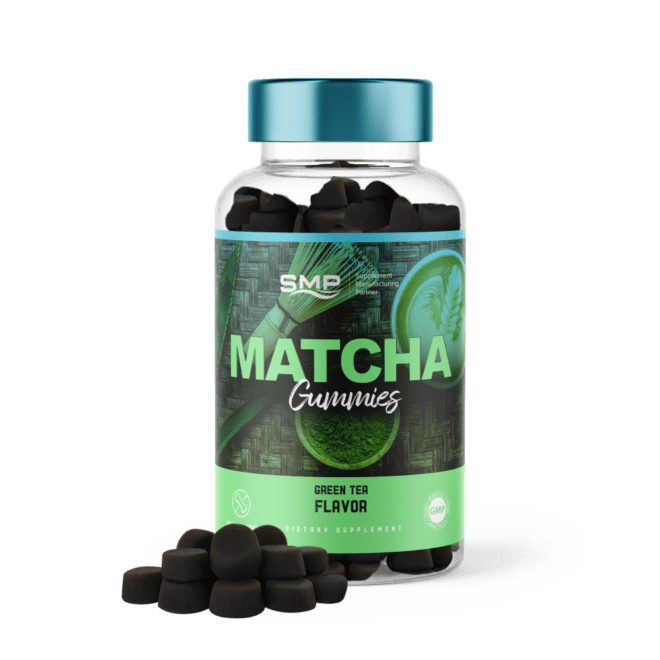 SMP
Supplement
Manufacturing
Partner
MATCHA
Gummies
GREEN TEA
FLAVOR
DIETARY SUPPLEMENT
GMP